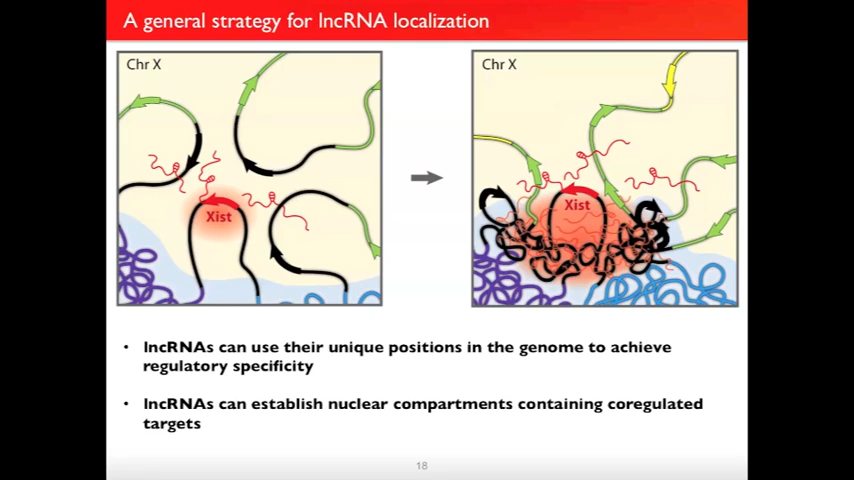 A general strategy for lncRNA localization
Chr X
Chr X
Xist
Xist
• lncRNAs can use their unique positions in the genome to achieve
regulatory specificity
• lncRNAs can establish nuclear compartments containing coregulated
targets
18